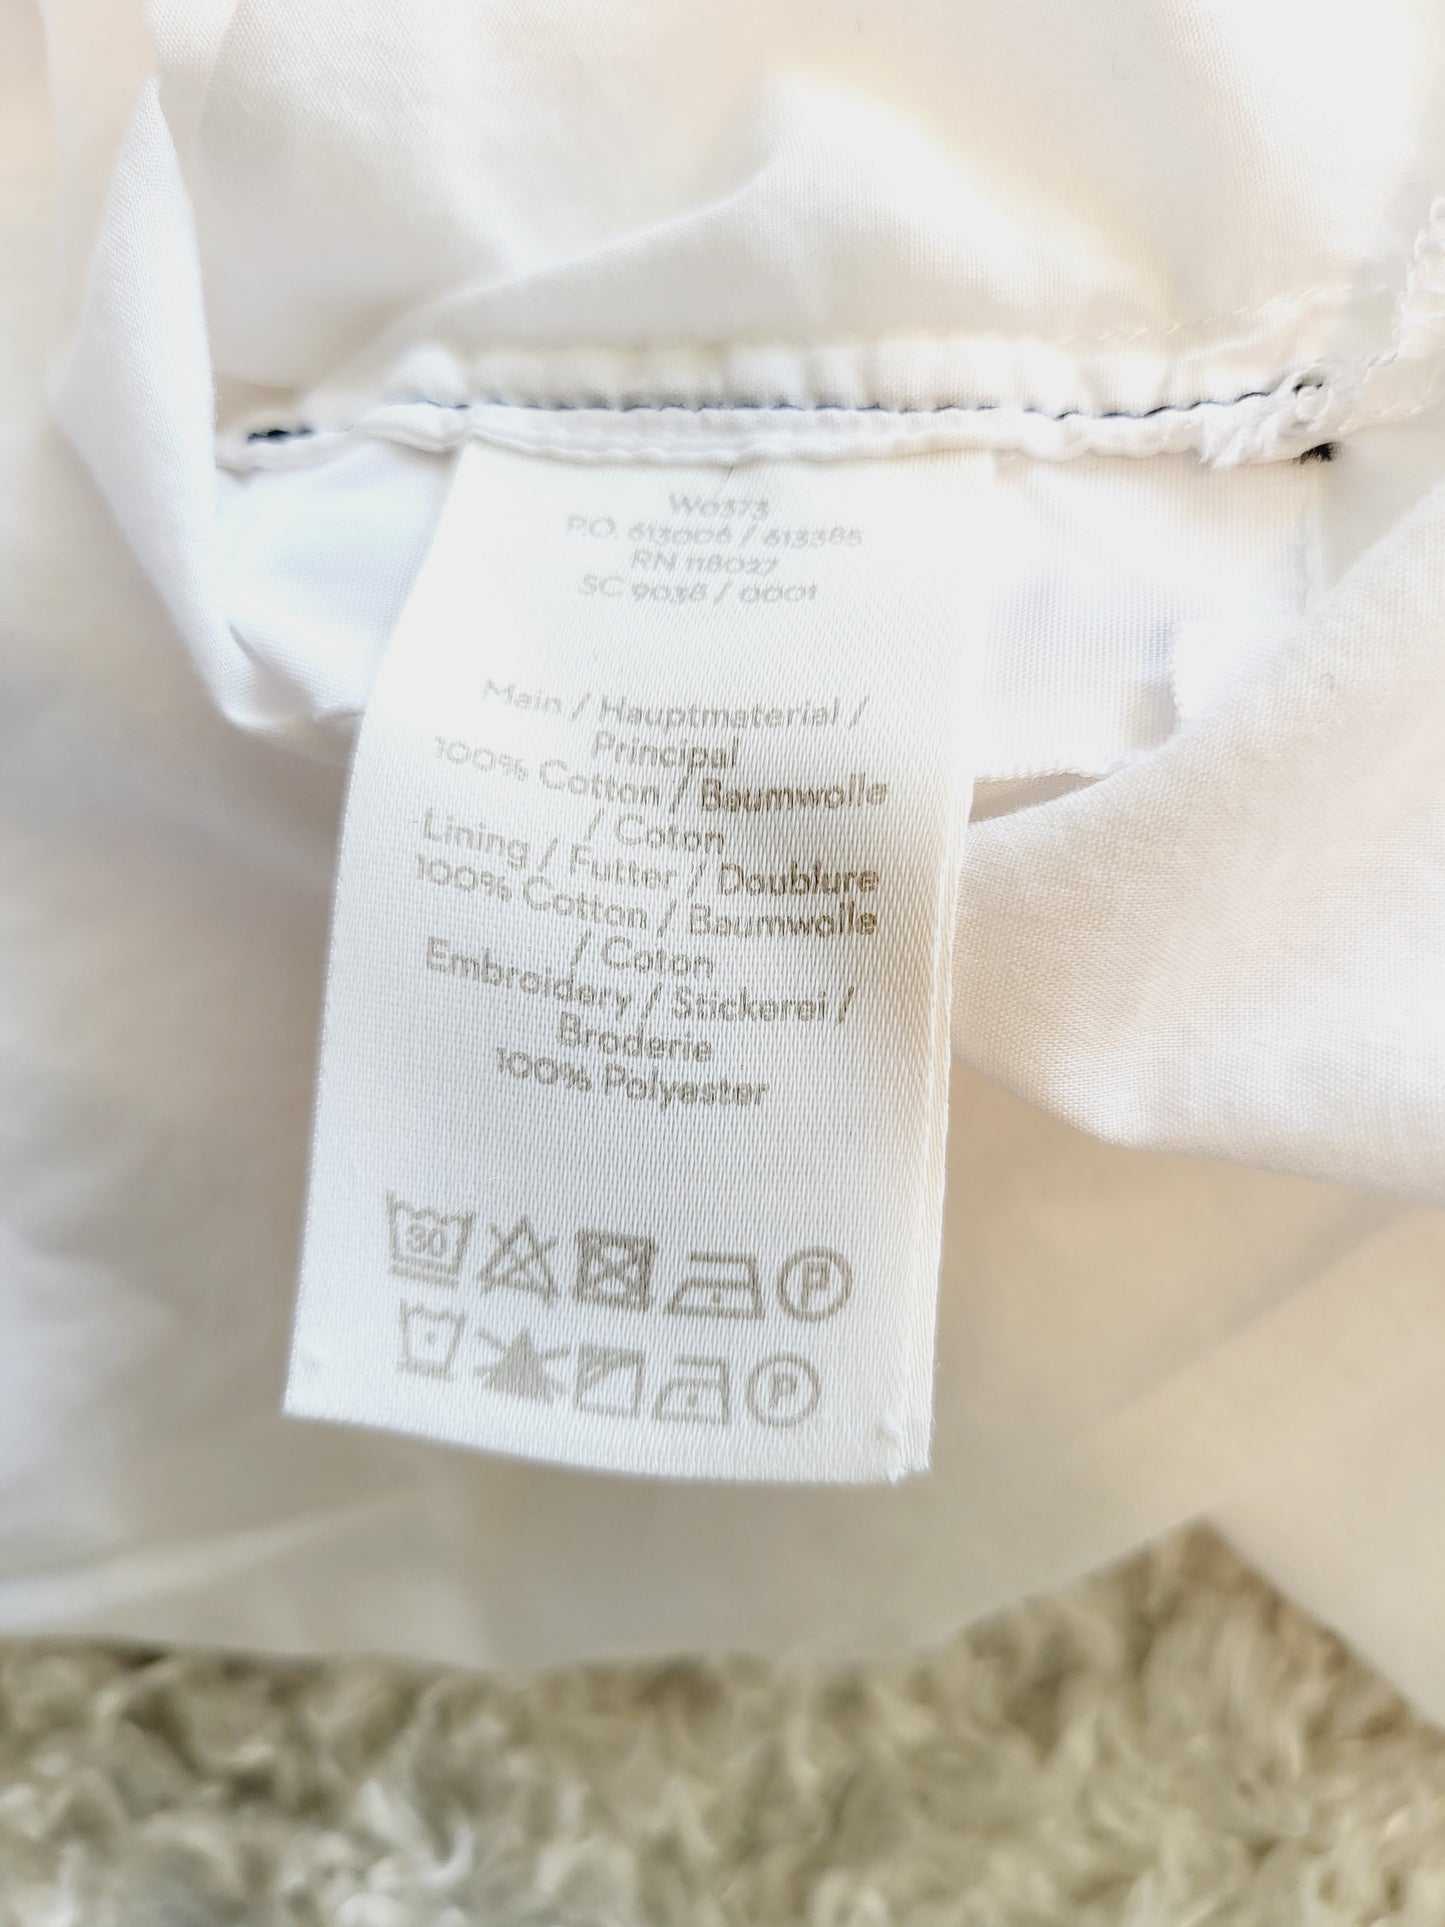 W0373
P.O. 613006 / 613385
RN 118027
SC 9038 / 0001
Main / Hauptmaterial /
Principal
100% Cotton / Baumwolle
/ Coton
Lining / Futter / Doublure
100% Cotton / Baumwolle
/ Coton
Embroidery / Stickerei /
Broderie
100% Polyester
30 P
P